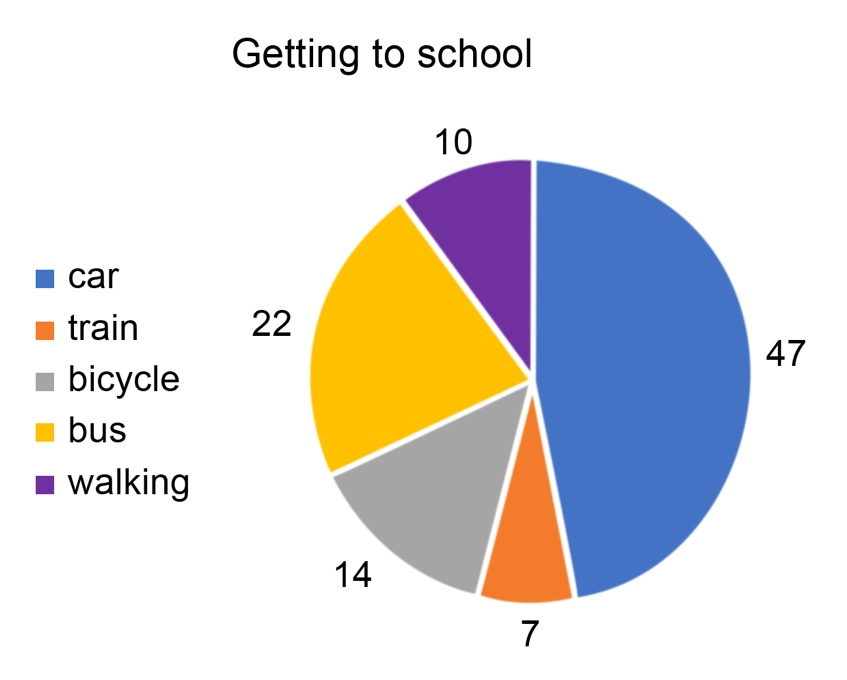 Getting to school
10
car
train
bicycle
bus
walking
22
47
14
7